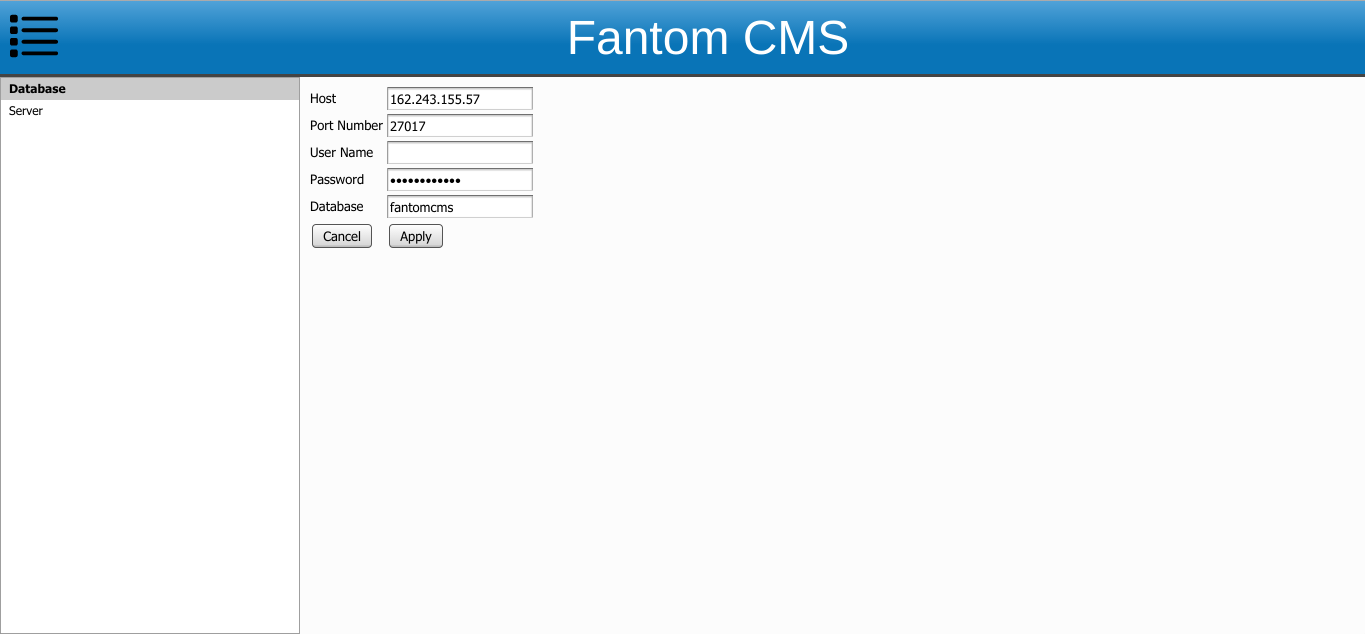 Fantom CMS
Database
Server
Host 162.243.155.57
Port Number 27017
User Name
Password ••••••••••••
Database fantomcms
Cancel Apply